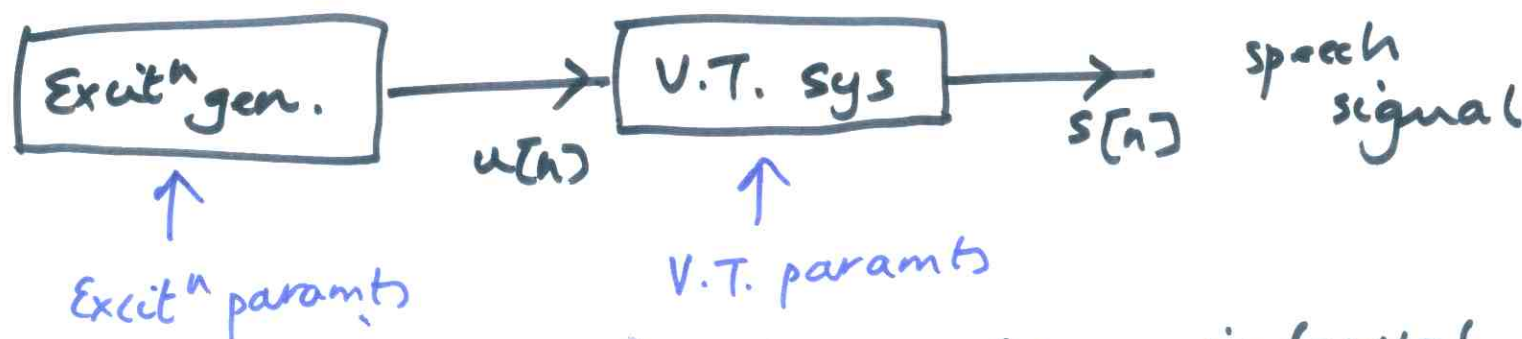 Excitⁿ gen.
V.T. Sys
speech
signal
u[n]
s[n]
Excitⁿ paramts
V.T. paramts